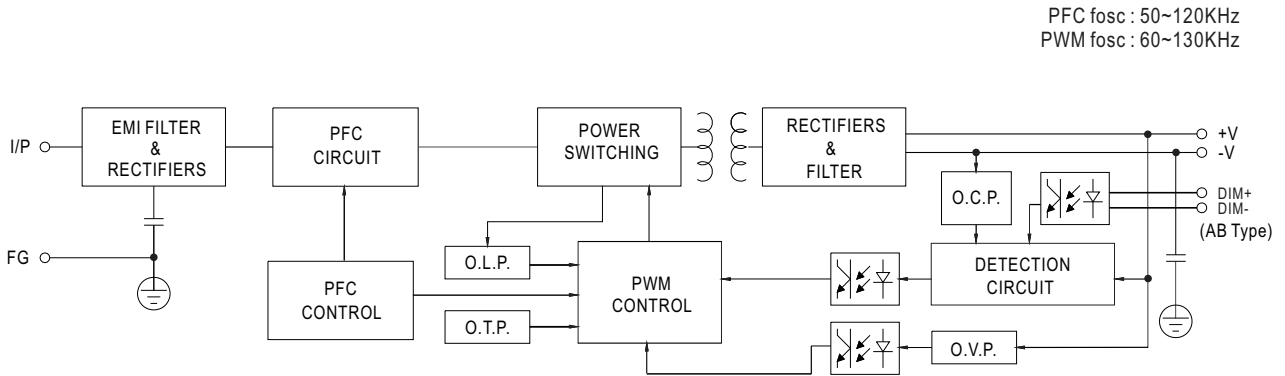 PFC fosc : 50~120KHz
PWM fosc : 60~130KHz
I/P
EMI FILTER
&
RECTIFIERS
PFC
CIRCUIT
POWER
SWITCHING
RECTIFIERS
&
FILTER
+V
-V
O.C.P.
DIM+
DIM-
(AB Type)
FG
O.L.P.
PFC
CONTROL
PWM
CONTROL
DETECTION
CIRCUIT
O.T.P.
O.V.P.